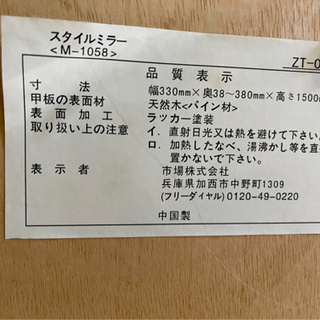 スタイルミラー
<M-1058>
ZT-0
品質表示
寸法 幅330mm×奥38~380mm×高さ1500m
甲板の表面材 天然木<パイン材>
表面加工 ラッカー塗装
取り扱い上の注意 イ.直射日光又は熱を避けて下さい。
ロ.加熱したなべ、湯沸かし等を直
置かないで下さい。
表示者 市場株式会社
兵庫県加西市中野町1309
(フリーダイヤル) 0120-49-0220
中国製